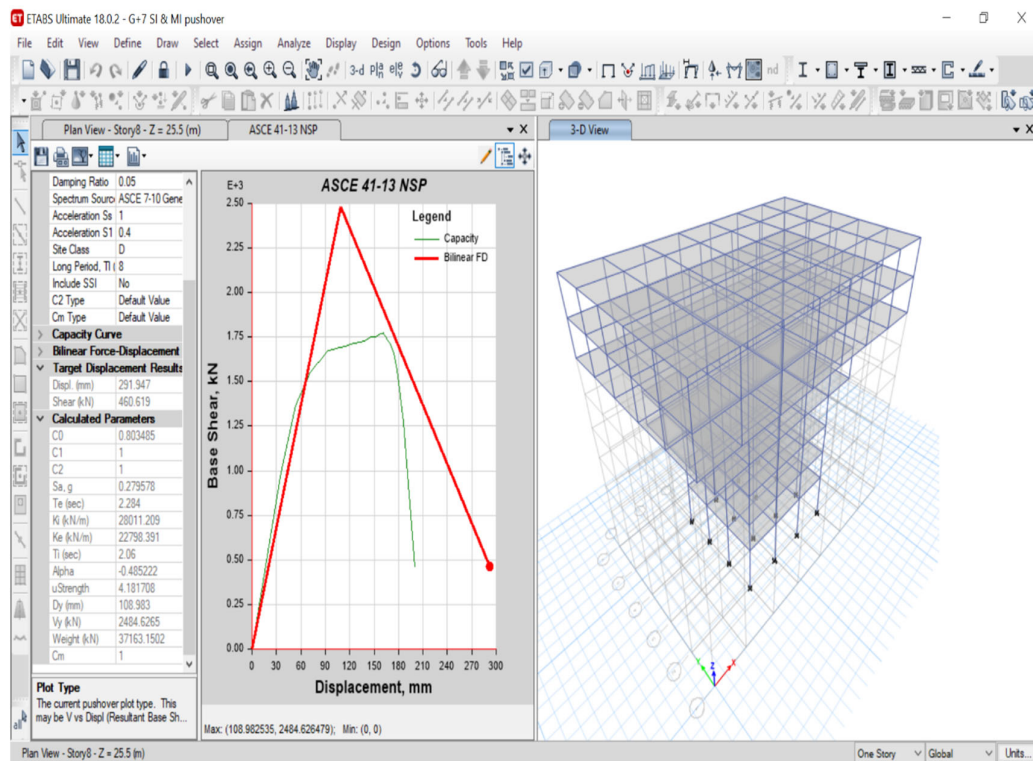 ETABS Ultimate 18.0.2 - G+7 SI & MI pushover
File Edit View Define Draw Select Assign Analyze Display Design Options Tools Help
3-d
nd
Plan View - Story8 - Z = 25.5 (m)
ASCE 41-13 NSP
3-D View
Damping Ratio 0.05
Spectrum Sourc ASCE 7-10 Gene
Acceleration Ss 1
Acceleration S1 0.4
Site Class D
Long Period, Tl ( 8
Include SSI No
C2 Type Default Value
Cm Type Default Value
Capacity Curve
Bilinear Force-Displacement
Target Displacement Results
Displ. (mm) 291.947
Shear (kN) 460.619
Calculated Parameters
C0 0.803485
C1 1
C2 1
Sa, g 0.279578
Te (sec) 2.284
Ki (kN/m) 28011.209
Ke (kN/m) 22798.391
Ti (sec) 2.06
Alpha -0.485222
uStrength 4.181708
Dy (mm) 108.983
Vy (kN) 2484.6265
Weight (kN) 37163.1502
Cm 1
Plot Type
The current pushover plot type. This
may be V vs Displ (Resultant Base Sh...
E+3
ASCE 41-13 NSP
Legend
Capacity
Bilinear FD
2.50
2.25
2.00
1.75
1.50
1.25
1.00
0.75
0.50
0.25
0.00
Base Shear, kN
0 30 60 90 120 150 180 210 240 270 300
Displacement, mm
Max: (108.982535, 2484.626479); Min: (0, 0)
Z
X
Y
all
Plan View - Story8 - Z = 25.5 (m)
One Story
Global
Units...